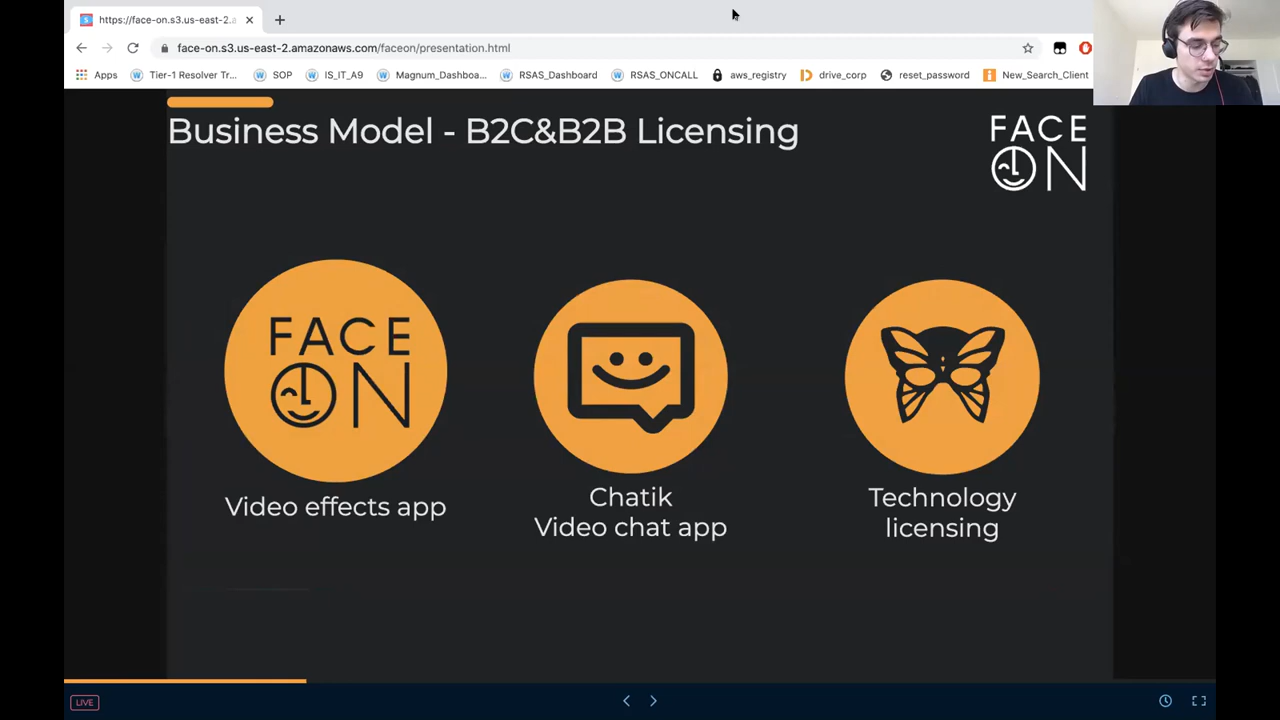 https://face-on.s3.us-east-2.a
face-on.s3.us-east-2.amazonaws.com/faceon/presentation.html
Apps Tier-1 Resolver Tr... SOP IS_IT_A9 Magnum_Dashboa... RSAS_Dashboard RSAS_ONCALL aws_registry drive_corp reset_password New_Search_Client
Business Model - B2C&B2B Licensing
FACE
ON
FACE
ON
Video effects app
Chatik
Video chat app
Technology
licensing
LIVE